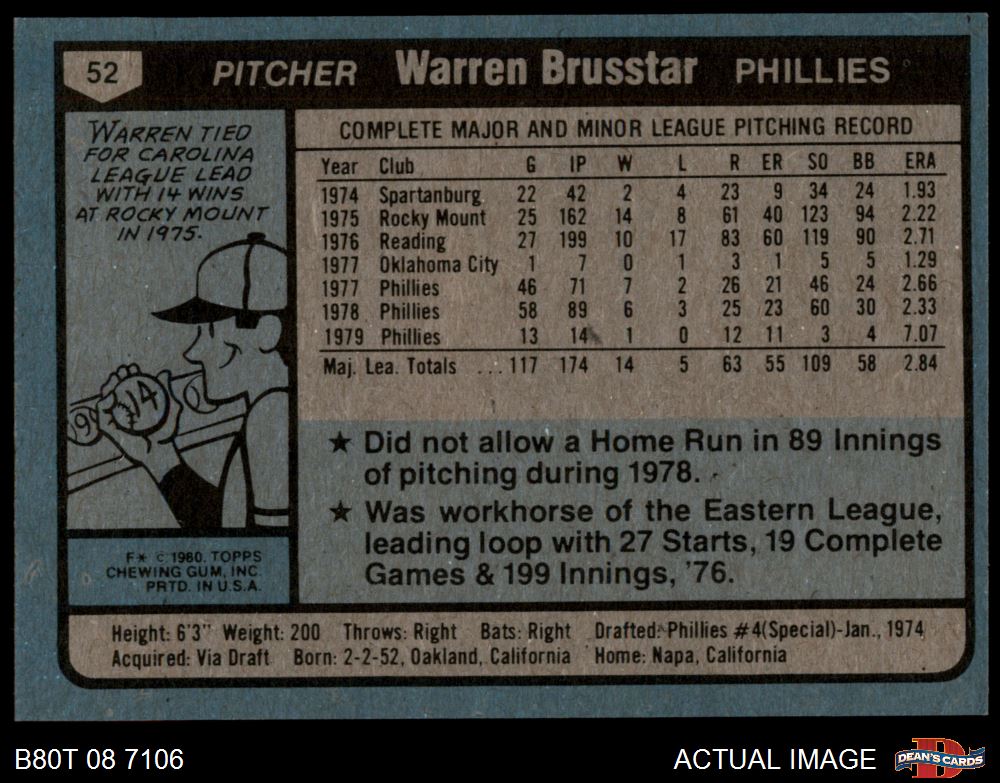 52 PITCHER Warren Brusstar PHILLIES
WARREN TIED
FOR CAROLINA
LEAGUE LEAD
WITH 14 WINS
AT ROCKY MOUNT
IN 1975.
9 14
F* © 1980. TOPPS
CHEWING GUM, INC.
PRTD. IN U.S.A.
COMPLETE MAJOR AND MINOR LEAGUE PITCHING RECORD
Year Club G IP W L R ER SO BB ERA
1974 Spartanburg 22 42 2 4 23 9 34 24 1.93
1975 Rocky Mount 25 162 14 8 61 40 123 94 2.22
1976 Reading 27 199 10 17 83 60 119 90 2.71
1977 Oklahoma City 1 7 0 1 3 1 5 5 1.29
1977 Phillies 46 71 7 2 26 21 46 24 2.66
1978 Phillies 58 89 6 3 25 23 60 30 2.33
1979 Phillies 13 14 1 0 12 11 3 4 7.07
Maj. Lea. Totals ... 117 174 14 5 63 55 109 58 2.84
★ Did not allow a Home Run in 89 Innings
of pitching during 1978.
★ Was workhorse of the Eastern League,
leading loop with 27 Starts, 19 Complete
Games & 199 Innings, '76.
Height: 6'3" Weight: 200 Throws: Right Bats: Right Drafted: Phillies #4(Special)-Jan., 1974
Acquired: Via Draft Born: 2-2-52, Oakland, California Home: Napa, California
B80T 08 7106 ACTUAL IMAGE DEAN'S CARDS